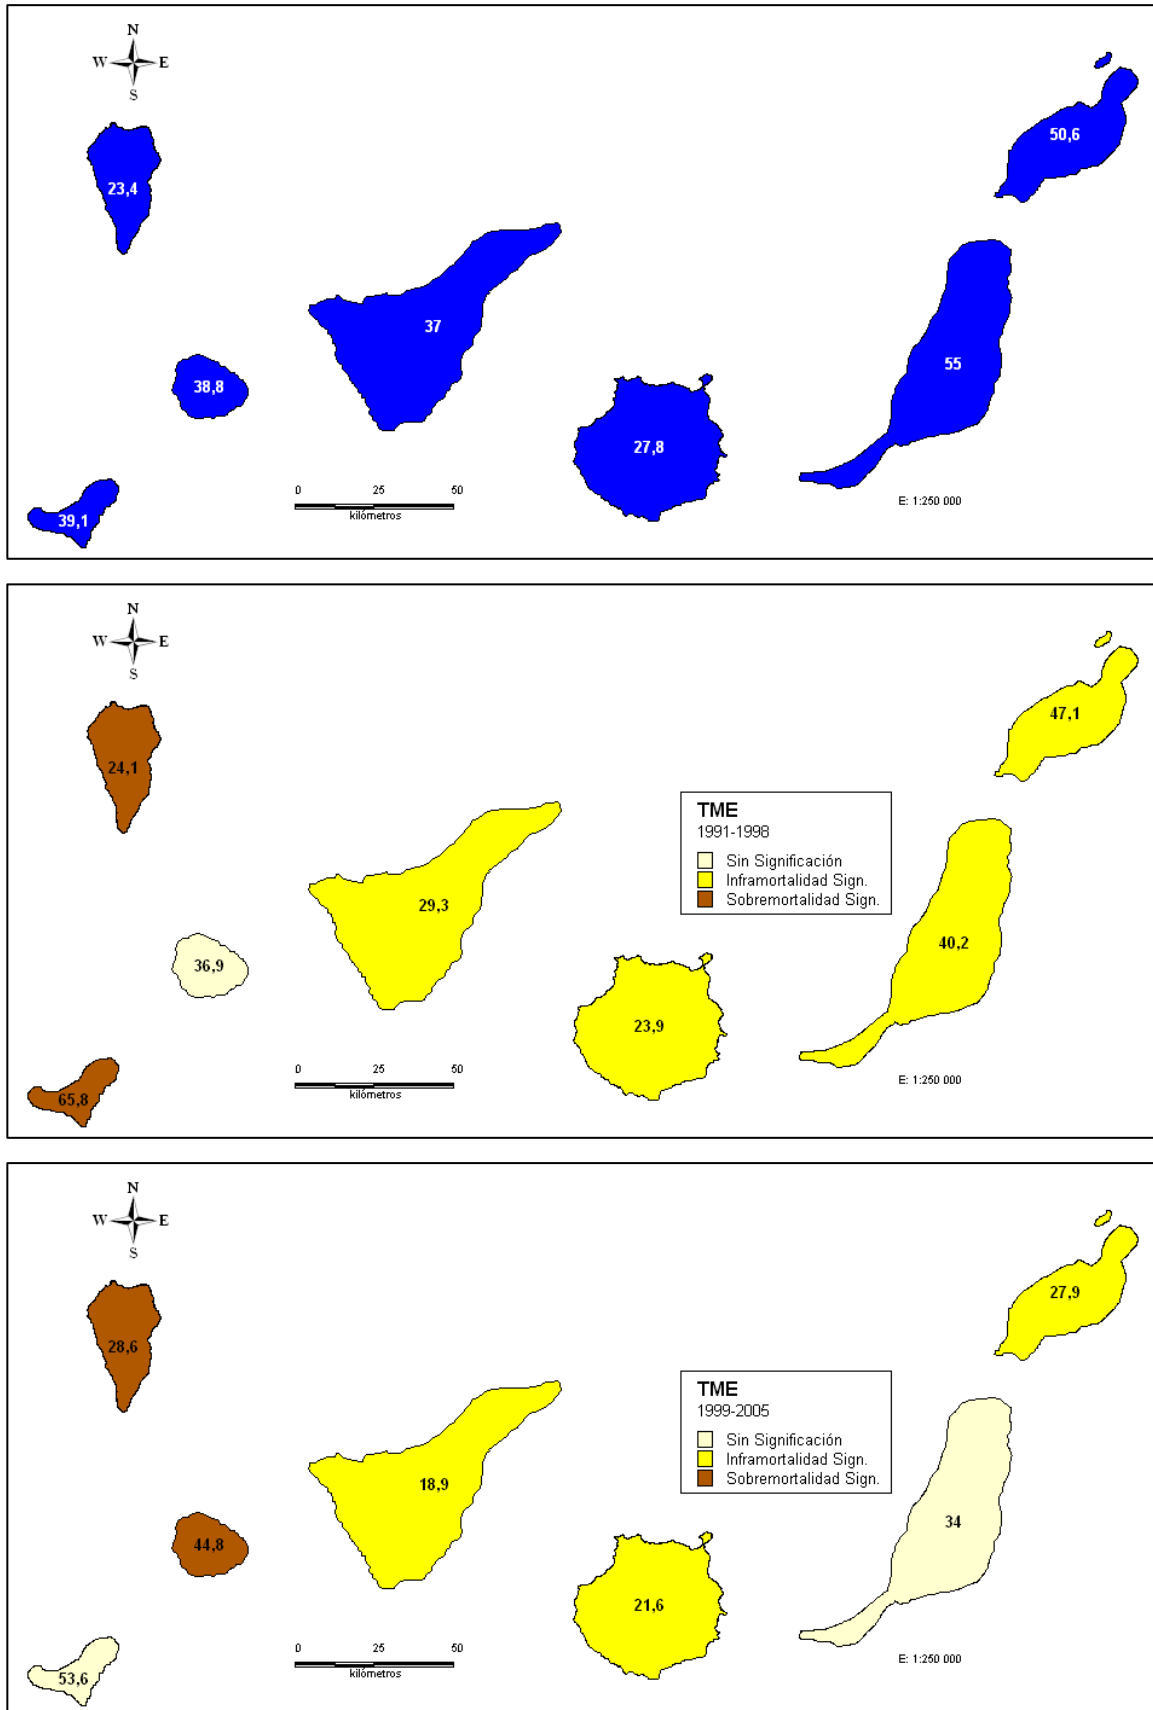 N
W E
S
50,6
23,4
37
55
38,8
27,8
39,1
0 25 50
kilómetros
E: 1:250 000
N
W E
S
47,1
24,1
TME
1991-1998
Sin Significación
Inframortalidad Sign.
Sobremortalidad Sign.
29,3
40,2
36,9
23,9
65,8
0 25 50
kilómetros
E: 1:250 000
N
W E
S
27,9
28,6
TME
1999-2005
Sin Significación
Inframortalidad Sign.
Sobremortalidad Sign.
18,9
34
44,8
21,6
53,6
0 25 50
kilómetros
E: 1:250 000